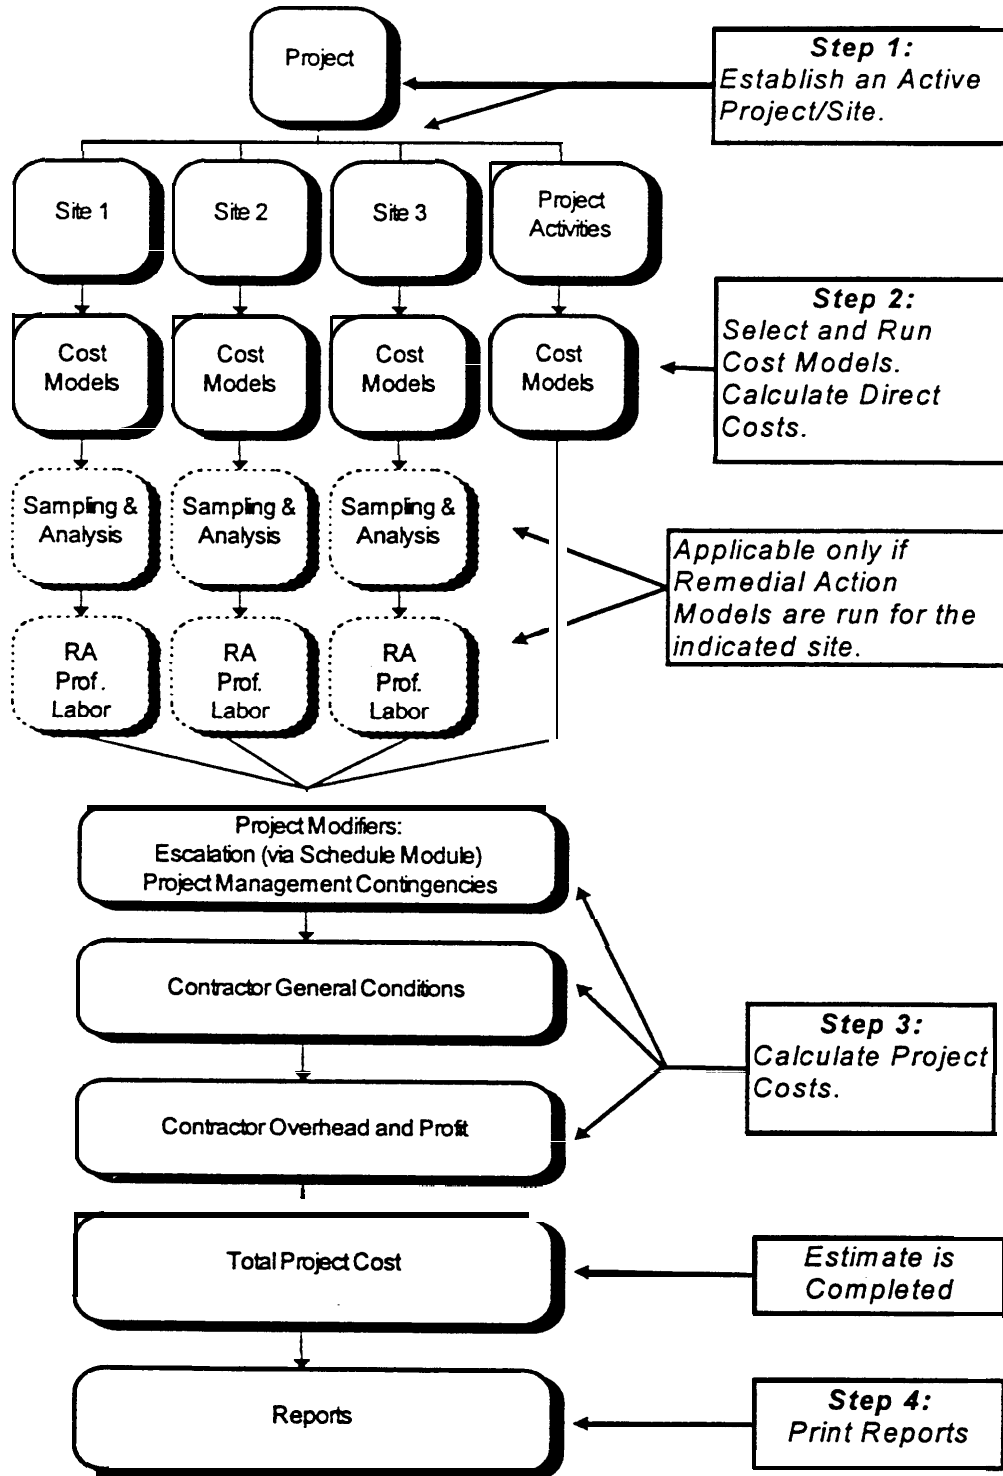 Project
Step 1:
Establish an Active
Project/Site.
Site 1
Site 2
Site 3
Project
Activities
Step 2:
Select and Run
Cost Models.
Calculate Direct
Costs.
Cost
Models
Cost
Models
Cost
Models
Cost
Models
Sampling &
Analysis
Sampling &
Analysis
Sampling &
Analysis
Applicable only if
Remedial Action
Models are run for the
indicated site.
RA
Prof.
Labor
RA
Prof.
Labor
RA
Prof.
Labor
Project Modifiers:
Escalation (via Schedule Module)
Project Management Contingencies
Contractor General Conditions
Step 3:
Calculate Project
Costs.
Contractor Overhead and Profit
Total Project Cost
Estimate is
Completed
Reports
Step 4:
Print Reports